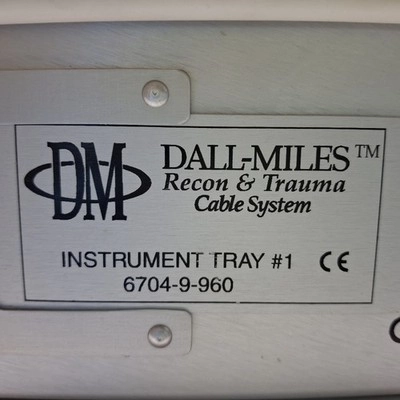 DM DALL-MILES™
Recon & Trauma
Cable System
INSTRUMENT TRAY #1 CE
6704-9-960